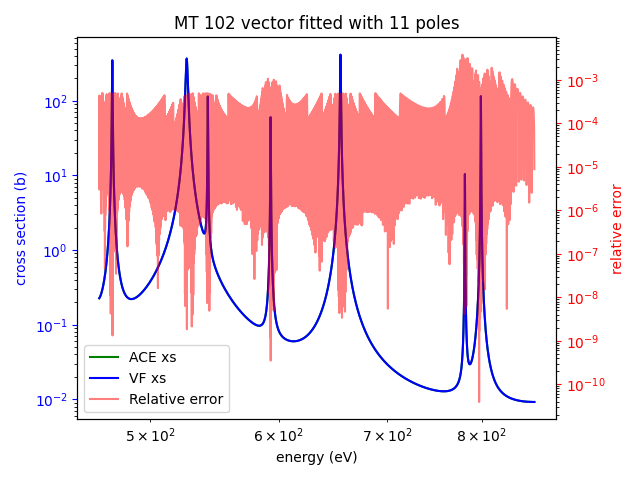 MT 102 vector fitted with 11 poles
cross section (b)
10²
10¹
10⁰
10⁻¹
10⁻²
10⁻³
10⁻⁴
10⁻⁵
10⁻⁶
10⁻⁷
10⁻⁸
10⁻⁹
10⁻¹⁰
relative error
ACE xs
VF xs
Relative error
5 × 10² 6 × 10² 7 × 10² 8 × 10²
energy (eV)